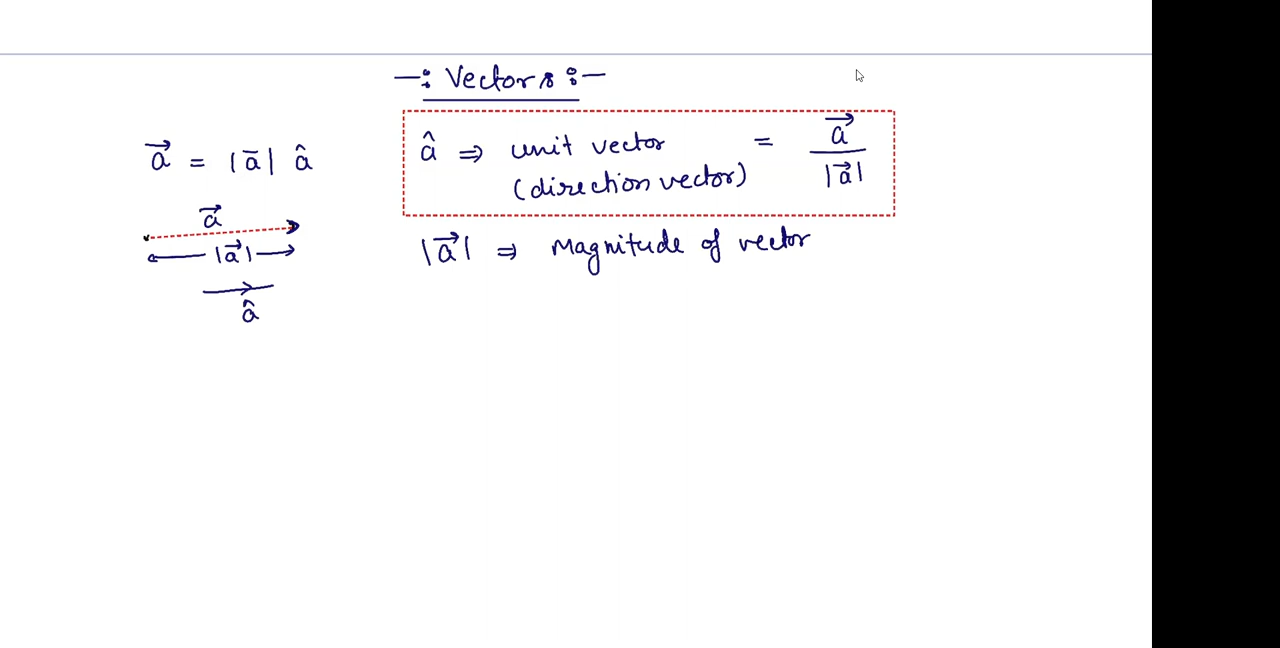 —: Vectors :—
a⃗ = |a̅| â
â ⇒ unit vector = a⃗ / |a⃗|
(direction vector)
a⃗
|a⃗|
â
|a⃗| ⇒ Magnitude of vector